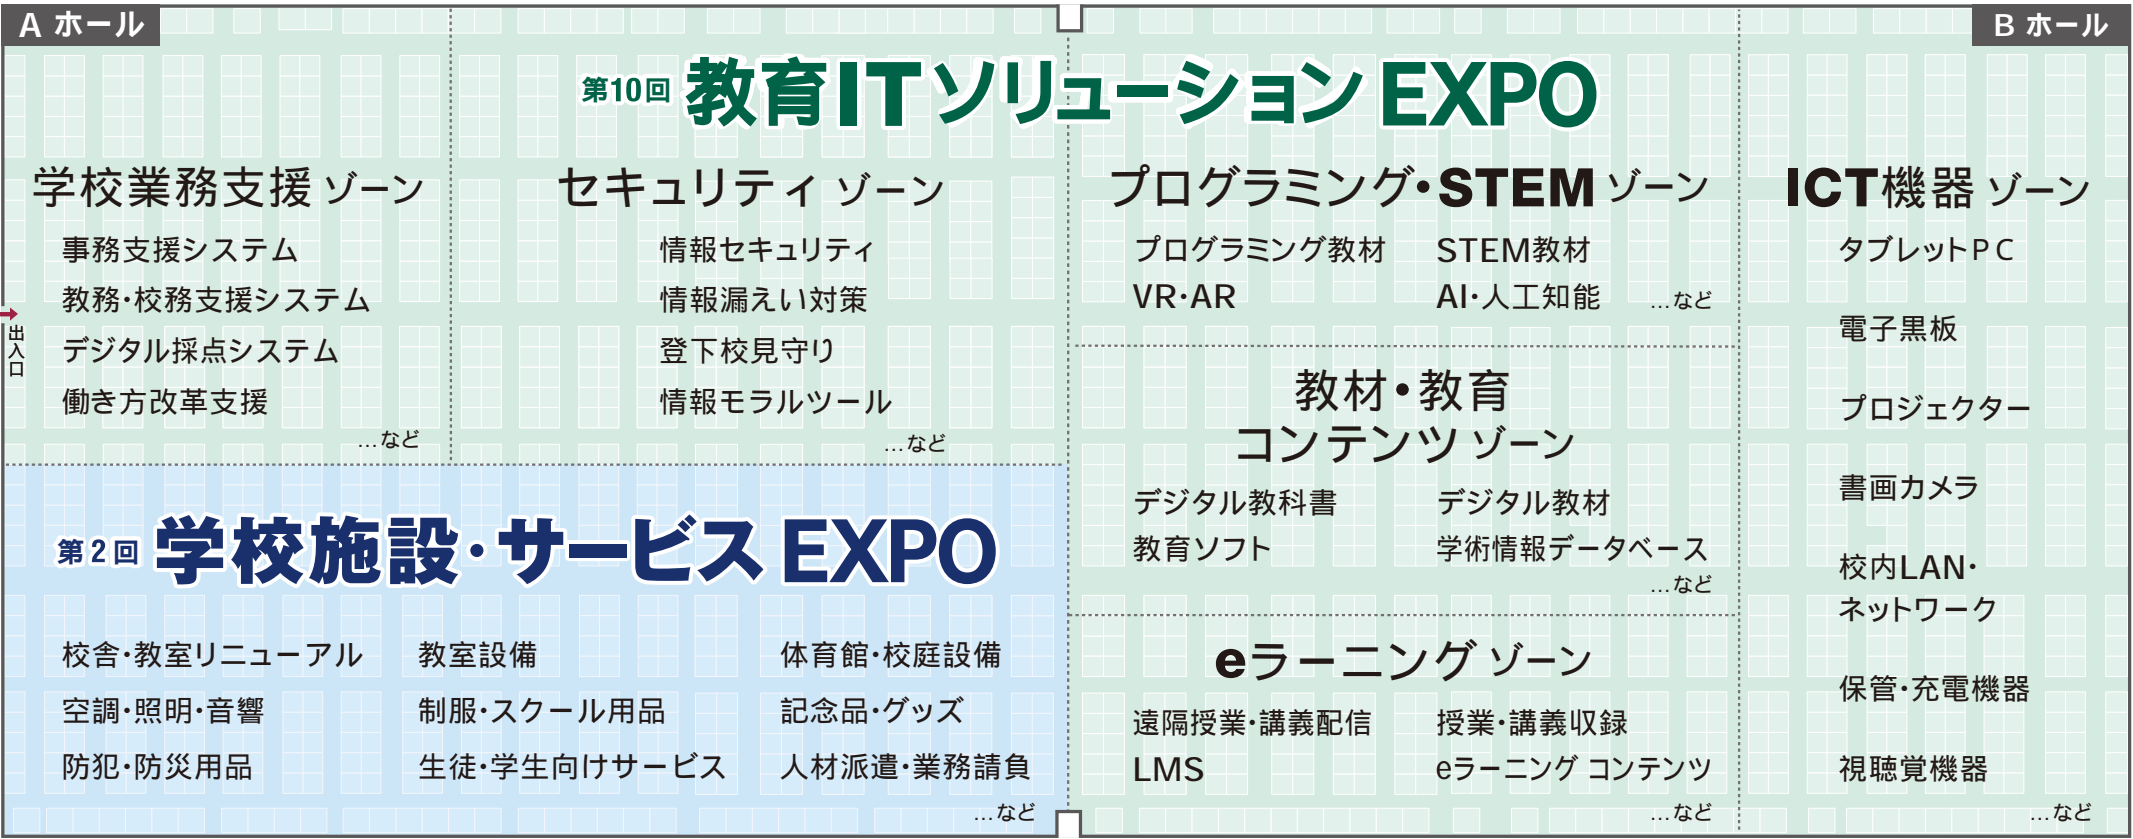 A ホール
B ホール
第10回 教育ITソリューション EXPO
学校業務支援 ゾーン
事務支援システム
教務・校務支援システム
デジタル採点システム
働き方改革支援
…など
出入口
セキュリティ ゾーン
情報セキュリティ
情報漏えい対策
登下校見守り
情報モラルツール
…など
プログラミング・STEM ゾーン
プログラミング教材 STEM教材
VR・AR AI・人工知能
…など
教材・教育
コンテンツ ゾーン
デジタル教科書 デジタル教材
教育ソフト 学術情報データベース
…など
eラーニング ゾーン
遠隔授業・講義配信 授業・講義収録
LMS eラーニング コンテンツ
…など
ICT機器 ゾーン
タブレットPC
電子黒板
プロジェクター
書画カメラ
校内LAN・
ネットワーク
保管・充電機器
視聴覚機器
…など
第2回 学校施設・サービス EXPO
校舎・教室リニューアル 教室設備 体育館・校庭設備
空調・照明・音響 制服・スクール用品 記念品・グッズ
防犯・防災用品 生徒・学生向けサービス 人材派遣・業務請負
…など